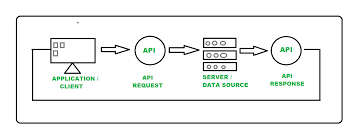 API
API
APPLICATION /
CLIENT
API
REQUEST
SERVER /
DATA SOURCE
API
RESPONSE